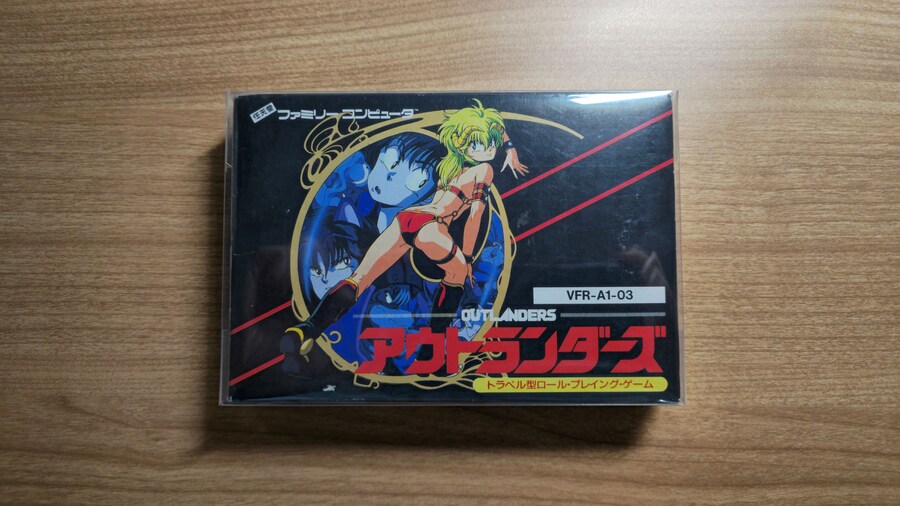 任天堂 ファミリーコンピュータ™
VFR-A1-03
OUTLANDERS
アウトランダーズ
トラベル型ロール・プレイング・ゲーム